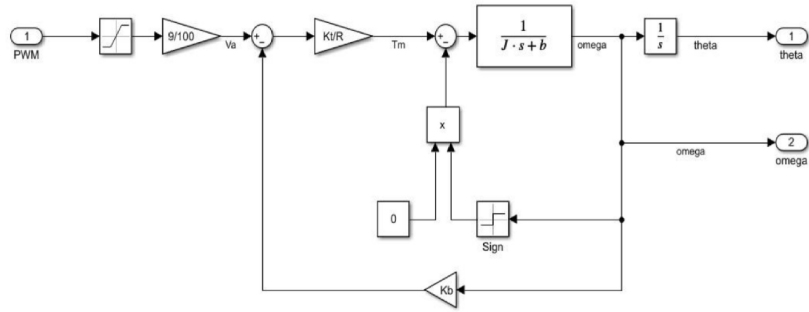 1
PWM
9/100
Va
+
−
Kt/R
Tm
+
−
x
0
Sign
1
J · s + b
omega
1
s
theta
1
theta
omega
2
omega
Kb